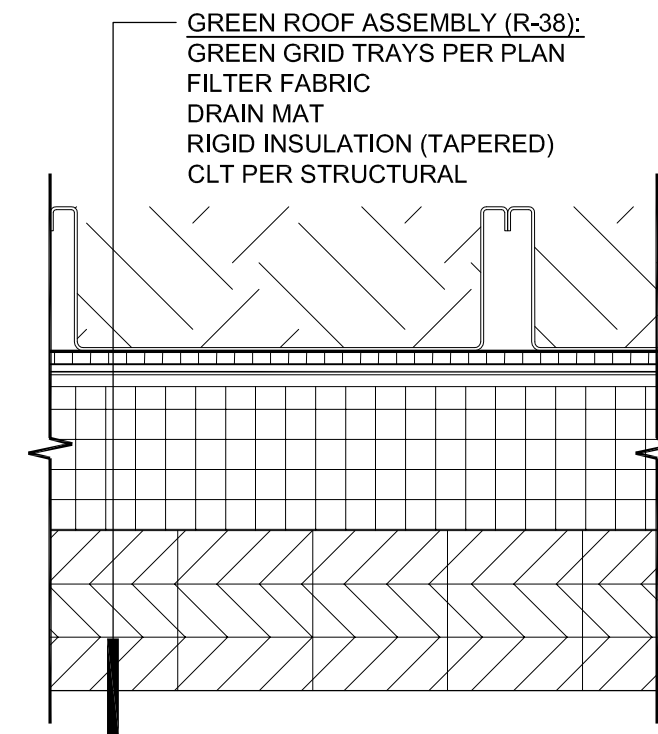 GREEN ROOF ASSEMBLY (R-38):
GREEN GRID TRAYS PER PLAN
FILTER FABRIC
DRAIN MAT
RIGID INSULATION (TAPERED)
CLT PER STRUCTURAL